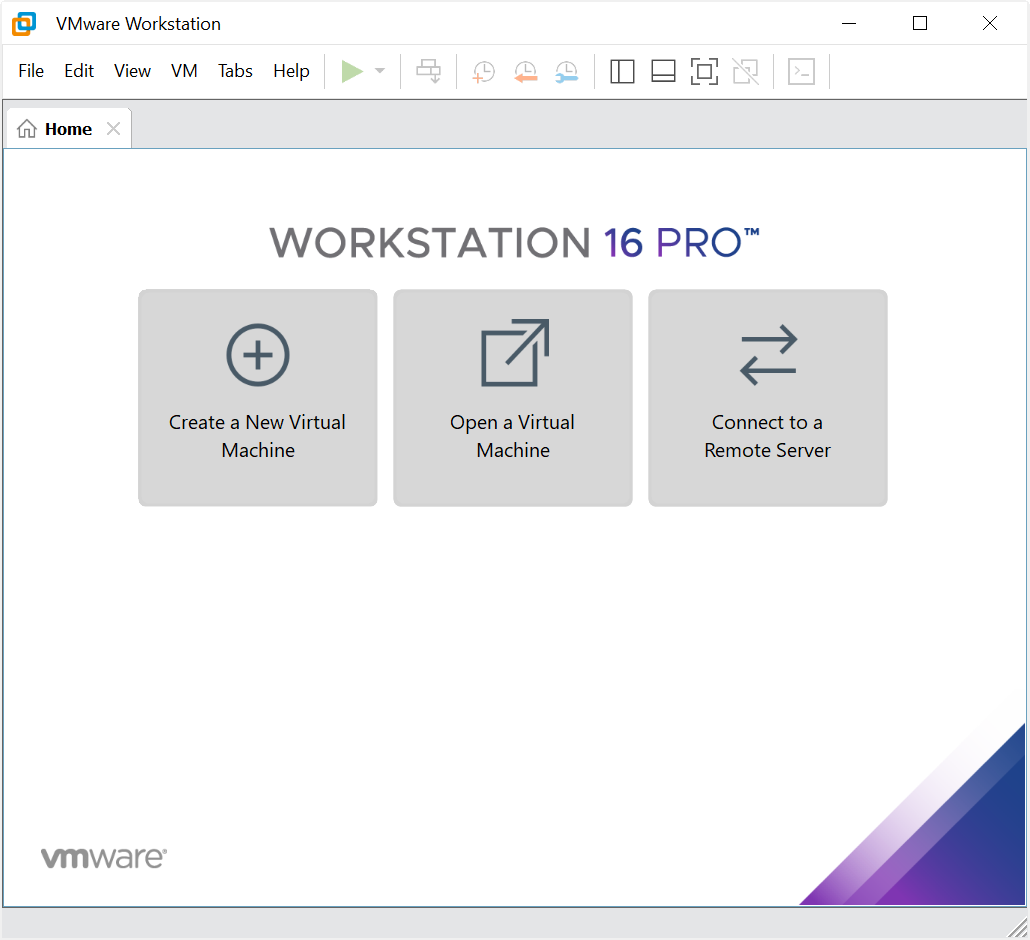 VMware Workstation
File Edit View VM Tabs Help
Home
WORKSTATION 16 PRO™
Create a New Virtual
Machine
Open a Virtual
Machine
Connect to a
Remote Server
vmware®